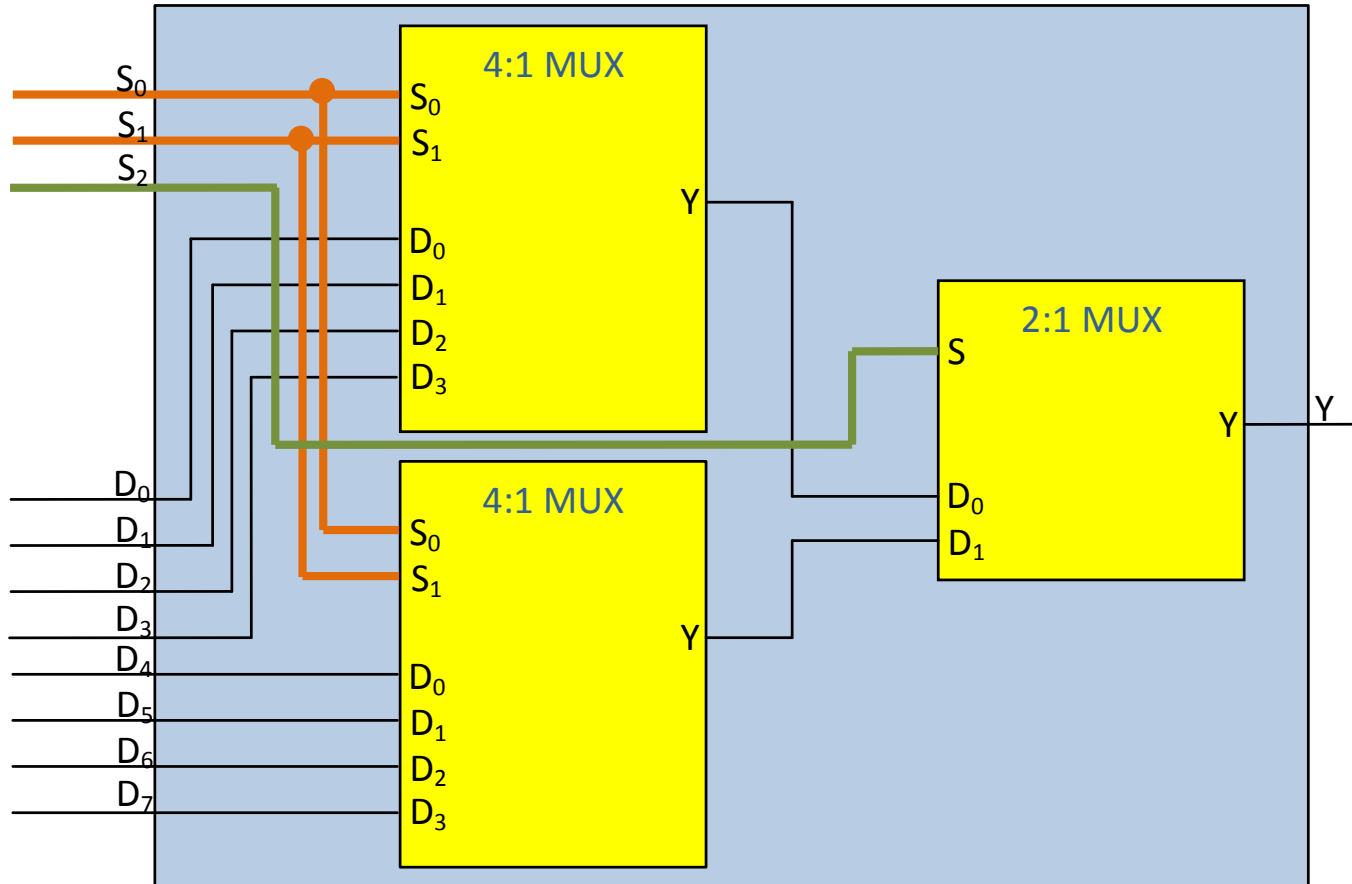 4:1 MUX
S₀
S₀
S₁
S₁
S₂
Y
D₀
D₁
D₂
D₃
2:1 MUX
S
Y
Y
D₀
D₁
4:1 MUX
D₀
D₁
D₂
D₃
D₄
D₅
D₆
D₇
S₀
S₁
Y
D₀
D₁
D₂
D₃